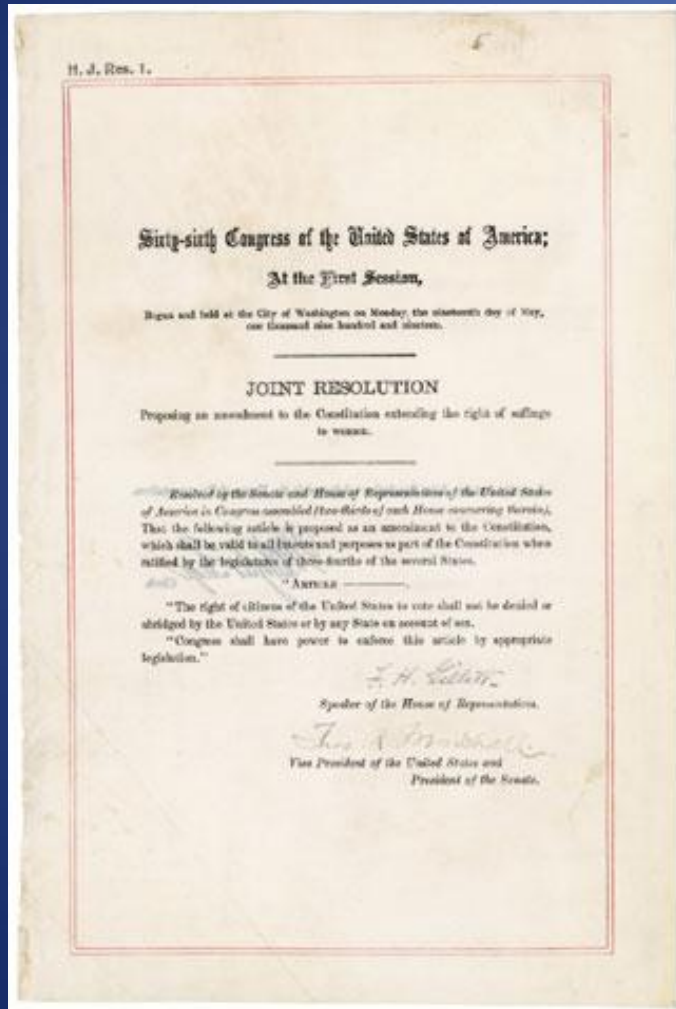 H. J. Res. 1.
Sixty-sixth Congress of the United States of America;
At the First Session,
Begun and held at the City of Washington on Monday, the nineteenth day of May,
one thousand nine hundred and nineteen.
JOINT RESOLUTION
Proposing an amendment to the Constitution extending the right of suffrage
to women.
Resolved by the Senate and House of Representatives of the United States
of America in Congress assembled (two-thirds of each House concurring therein),
That the following article is proposed as an amendment to the Constitution,
which shall be valid to all intents and purposes as part of the Constitution when
ratified by the legislatures of three-fourths of the several States.
"ARTICLE ————.
"The right of citizens of the United States to vote shall not be denied or
abridged by the United States or by any State on account of sex.
"Congress shall have power to enforce this article by appropriate
legislation."
F. H. Gillett
Speaker of the House of Representatives.
Thos R Marshall
Vice President of the United States and
President of the Senate.